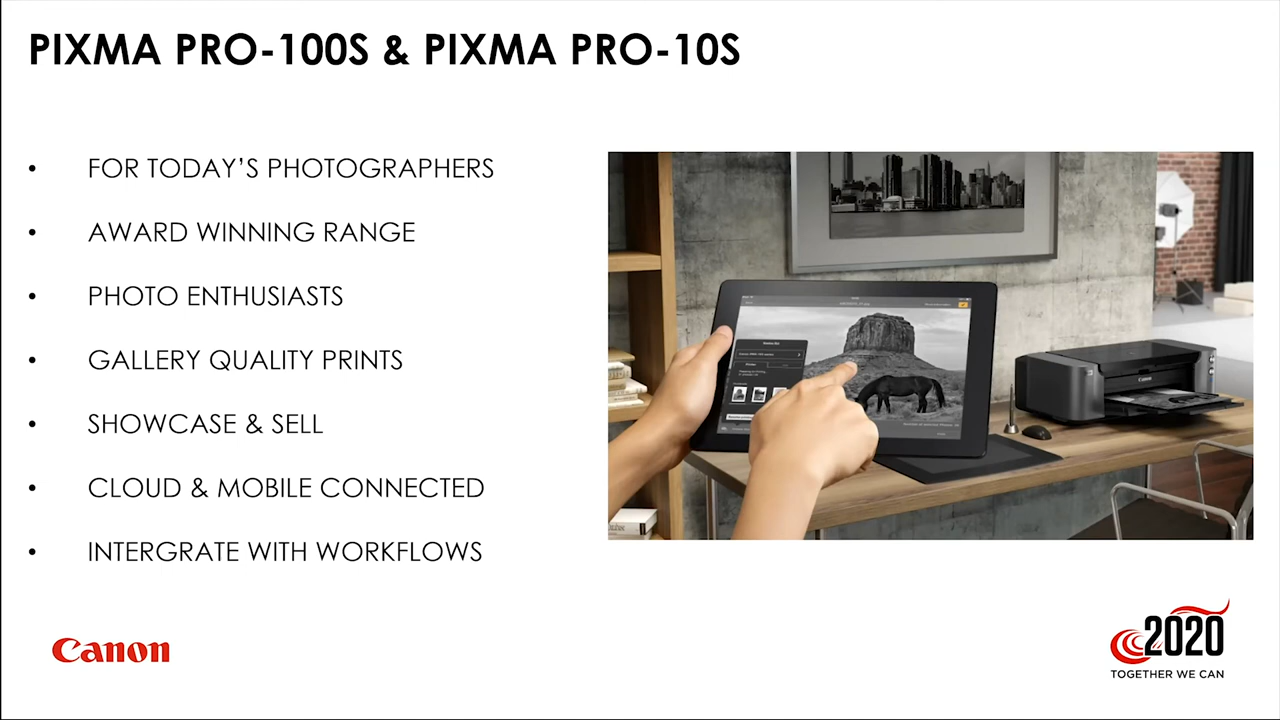 PIXMA PRO-100S & PIXMA PRO-10S
• FOR TODAY’S PHOTOGRAPHERS
• AWARD WINNING RANGE
• PHOTO ENTHUSIASTS
• GALLERY QUALITY PRINTS
• SHOWCASE & SELL
• CLOUD & MOBILE CONNECTED
• INTERGRATE WITH WORKFLOWS
Canon
Canon
2020
TOGETHER WE CAN